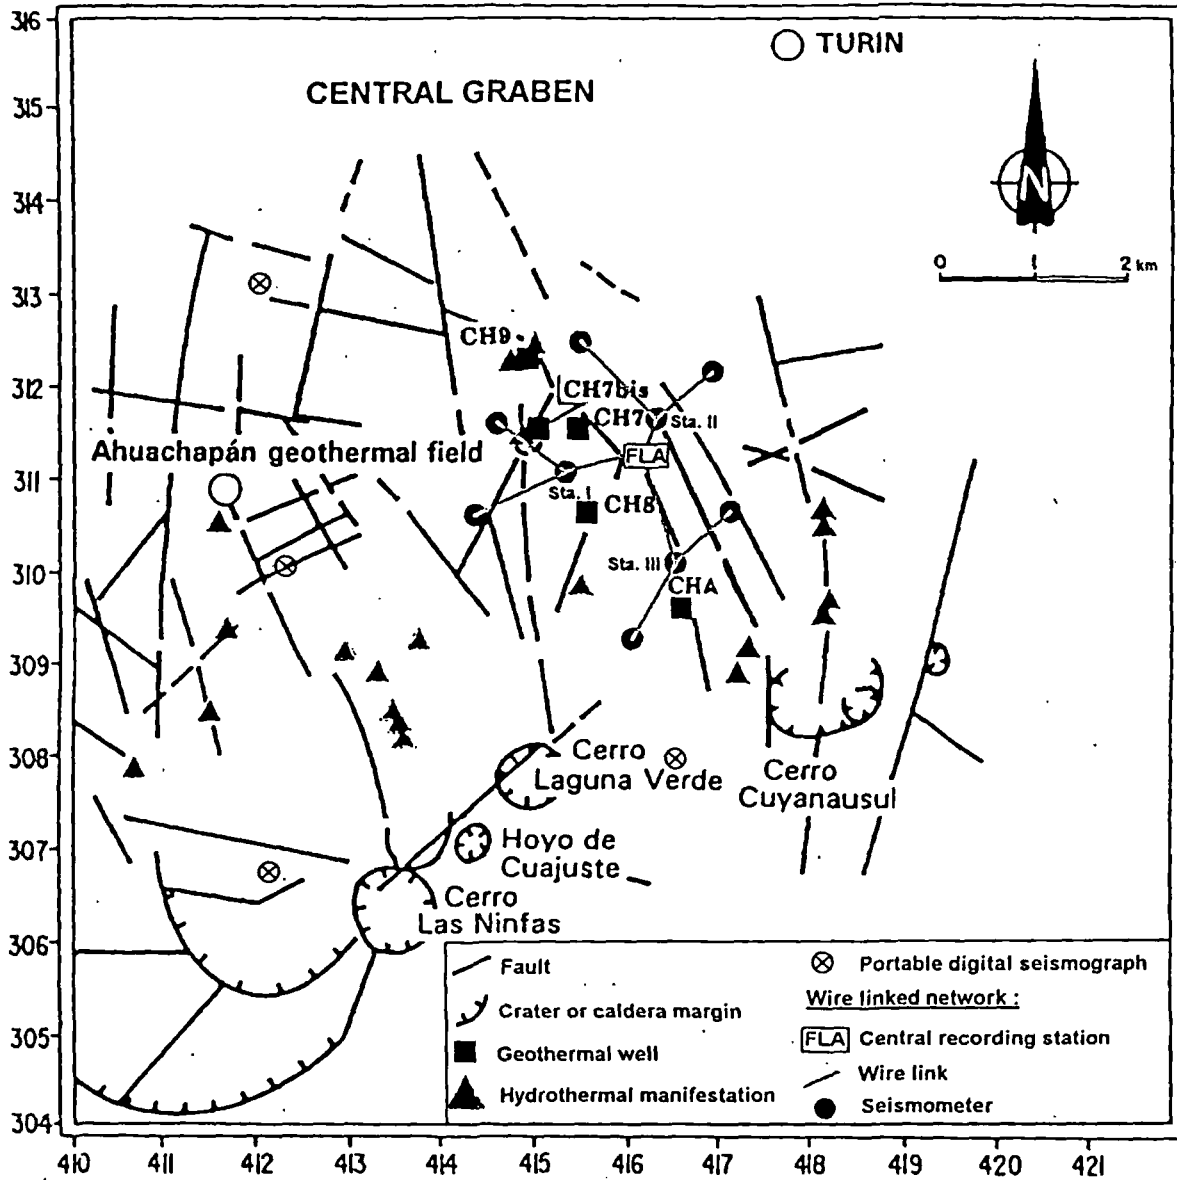 316
315
314
313
312
311
310
309
308
307
306
305
304
TURIN
CENTRAL GRABEN
N
0 1 2 km
CH9
CH7bis
CH7
Sta. II
FLA
Ahuachapán geothermal field
Sta. I
CH8
Sta. III
CHA
Cerro
Laguna Verde
Cerro
Cuyanausul
Hoyo de
Cuajuste
Cerro
Las Ninfas
Fault
Crater or caldera margin
Geothermal well
Hydrothermal manifestation
Portable digital seismograph
Wire linked network :
FLA Central recording station
Wire link
Seismometer
410 411 412 413 414 415 416 417 418 419 420 421